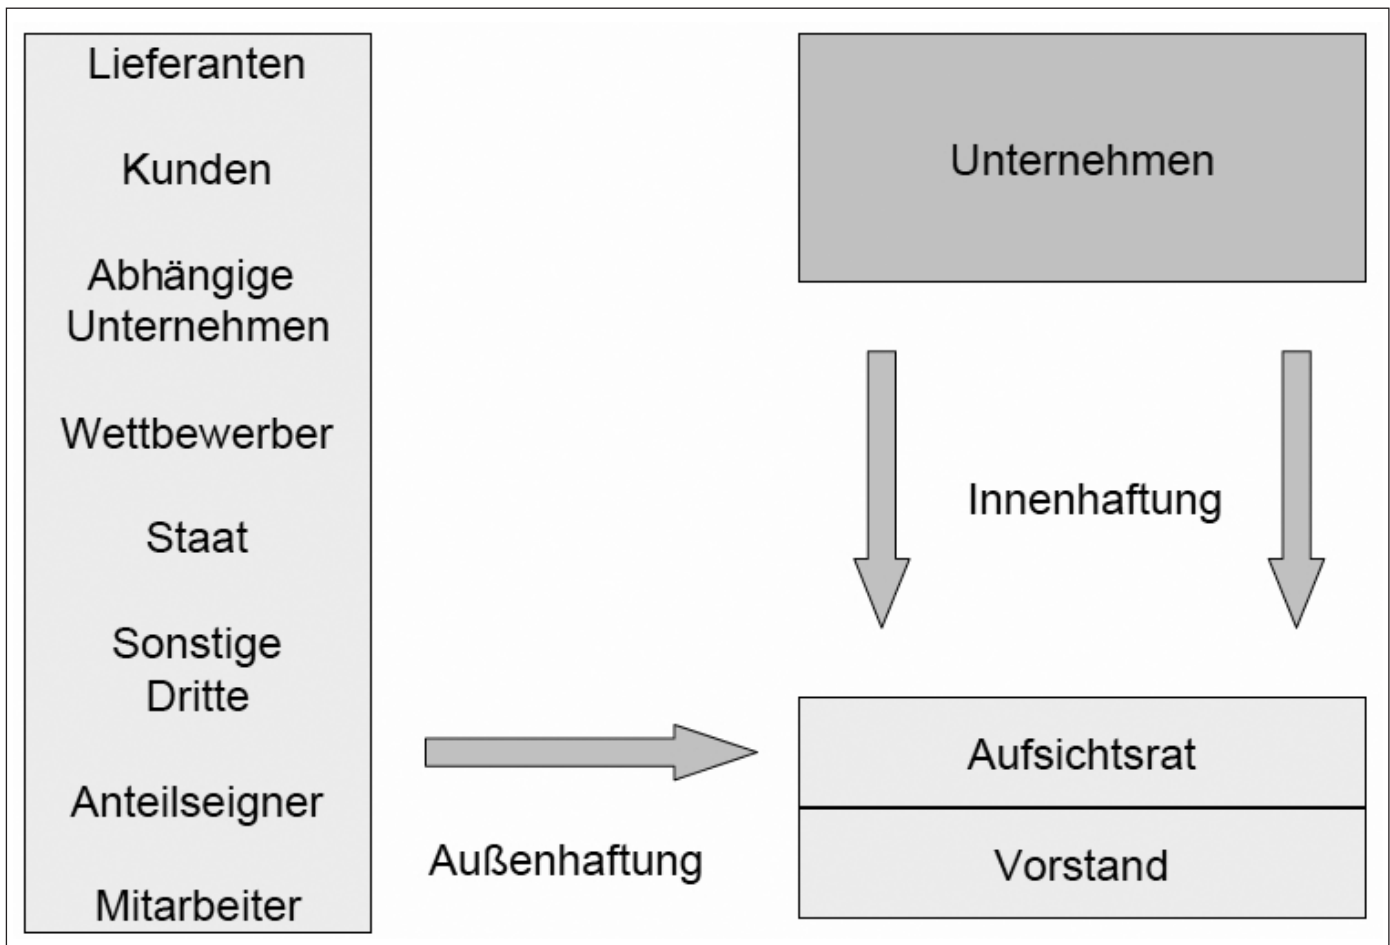 Lieferanten
Kunden
Abhängige
Unternehmen
Wettbewerber
Staat
Sonstige
Dritte
Anteilseigner
Mitarbeiter
Außenhaftung
Unternehmen
Innenhaftung
Aufsichtsrat
Vorstand